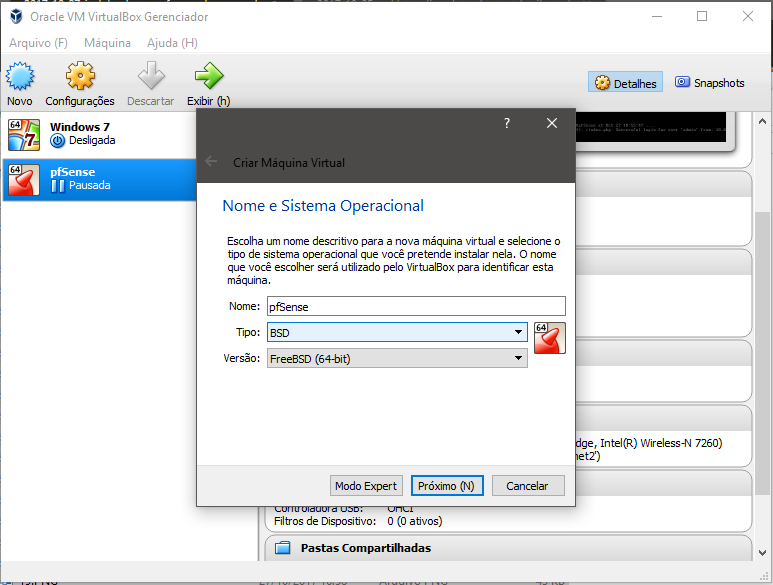 Oracle VM VirtualBox Gerenciador
Arquivo (F) Máquina Ajuda (H)
Novo Configurações Descartar Exibir (h)
Detalhes Snapshots
64 Windows 7
Desligada
64 pfSense
Pausada
?
Criar Máquina Virtual
Nome e Sistema Operacional
Escolha um nome descritivo para a nova máquina virtual e selecione o
tipo de sistema operacional que você pretende instalar nela. O nome
que você escolher será utilizado pelo VirtualBox para identificar esta
máquina.
Nome: pfSense
Tipo: BSD
64
Versão: FreeBSD (64-bit)
Modo Expert Próximo (N) Cancelar
dge, Intel(R) Wireless-N 7260)
net2')
Controladora USB: OHCI
Filtros de Dispositivo: 0 (0 ativos)
Pastas Compartilhadas